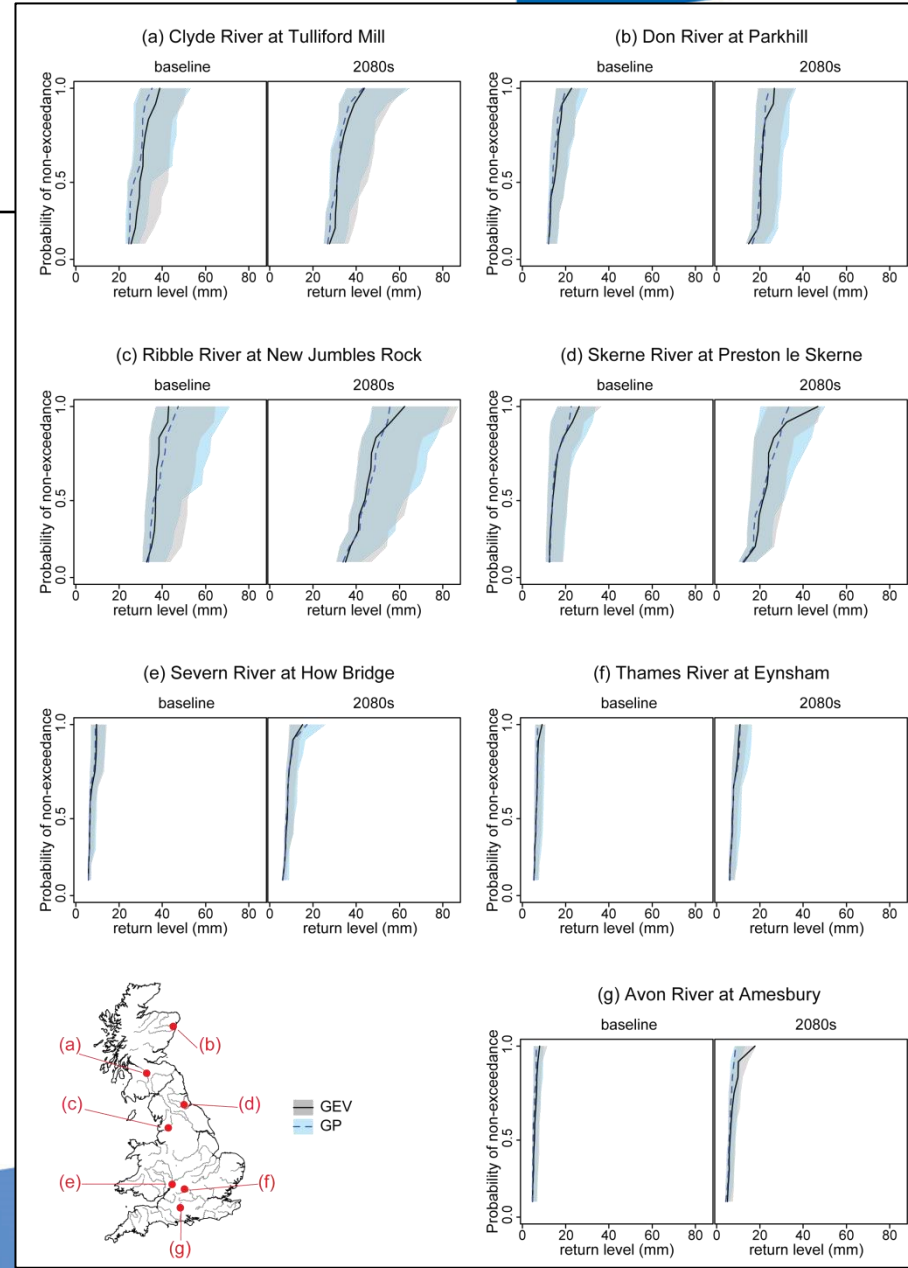 (a) Clyde River at Tulliford Mill
baseline
2080s
Probability of non-exceedance
0.0
0.5
1.0
0 20 40 60 80
0 20 40 60 80
return level (mm)
return level (mm)
(b) Don River at Parkhill
baseline
2080s
Probability of non-exceedance
0.0
0.5
1.0
0 20 40 60 80
0 20 40 60 80
return level (mm)
return level (mm)
(c) Ribble River at New Jumbles Rock
baseline
2080s
Probability of non-exceedance
0.0
0.5
1.0
0 20 40 60 80
0 20 40 60 80
return level (mm)
return level (mm)
(d) Skerne River at Preston le Skerne
baseline
2080s
Probability of non-exceedance
0.0
0.5
1.0
0 20 40 60 80
0 20 40 60 80
return level (mm)
return level (mm)
(e) Severn River at How Bridge
baseline
2080s
Probability of non-exceedance
0.0
0.5
1.0
0 20 40 60 80
0 20 40 60 80
return level (mm)
return level (mm)
(f) Thames River at Eynsham
baseline
2080s
Probability of non-exceedance
0.0
0.5
1.0
0 20 40 60 80
0 20 40 60 80
return level (mm)
return level (mm)
(a)
(b)
(c)
(d)
(e)
(f)
(g)
GEV
GP
(g) Avon River at Amesbury
baseline
2080s
Probability of non-exceedance
0.0
0.5
1.0
0 20 40 60 80
0 20 40 60 80
return level (mm)
return level (mm)